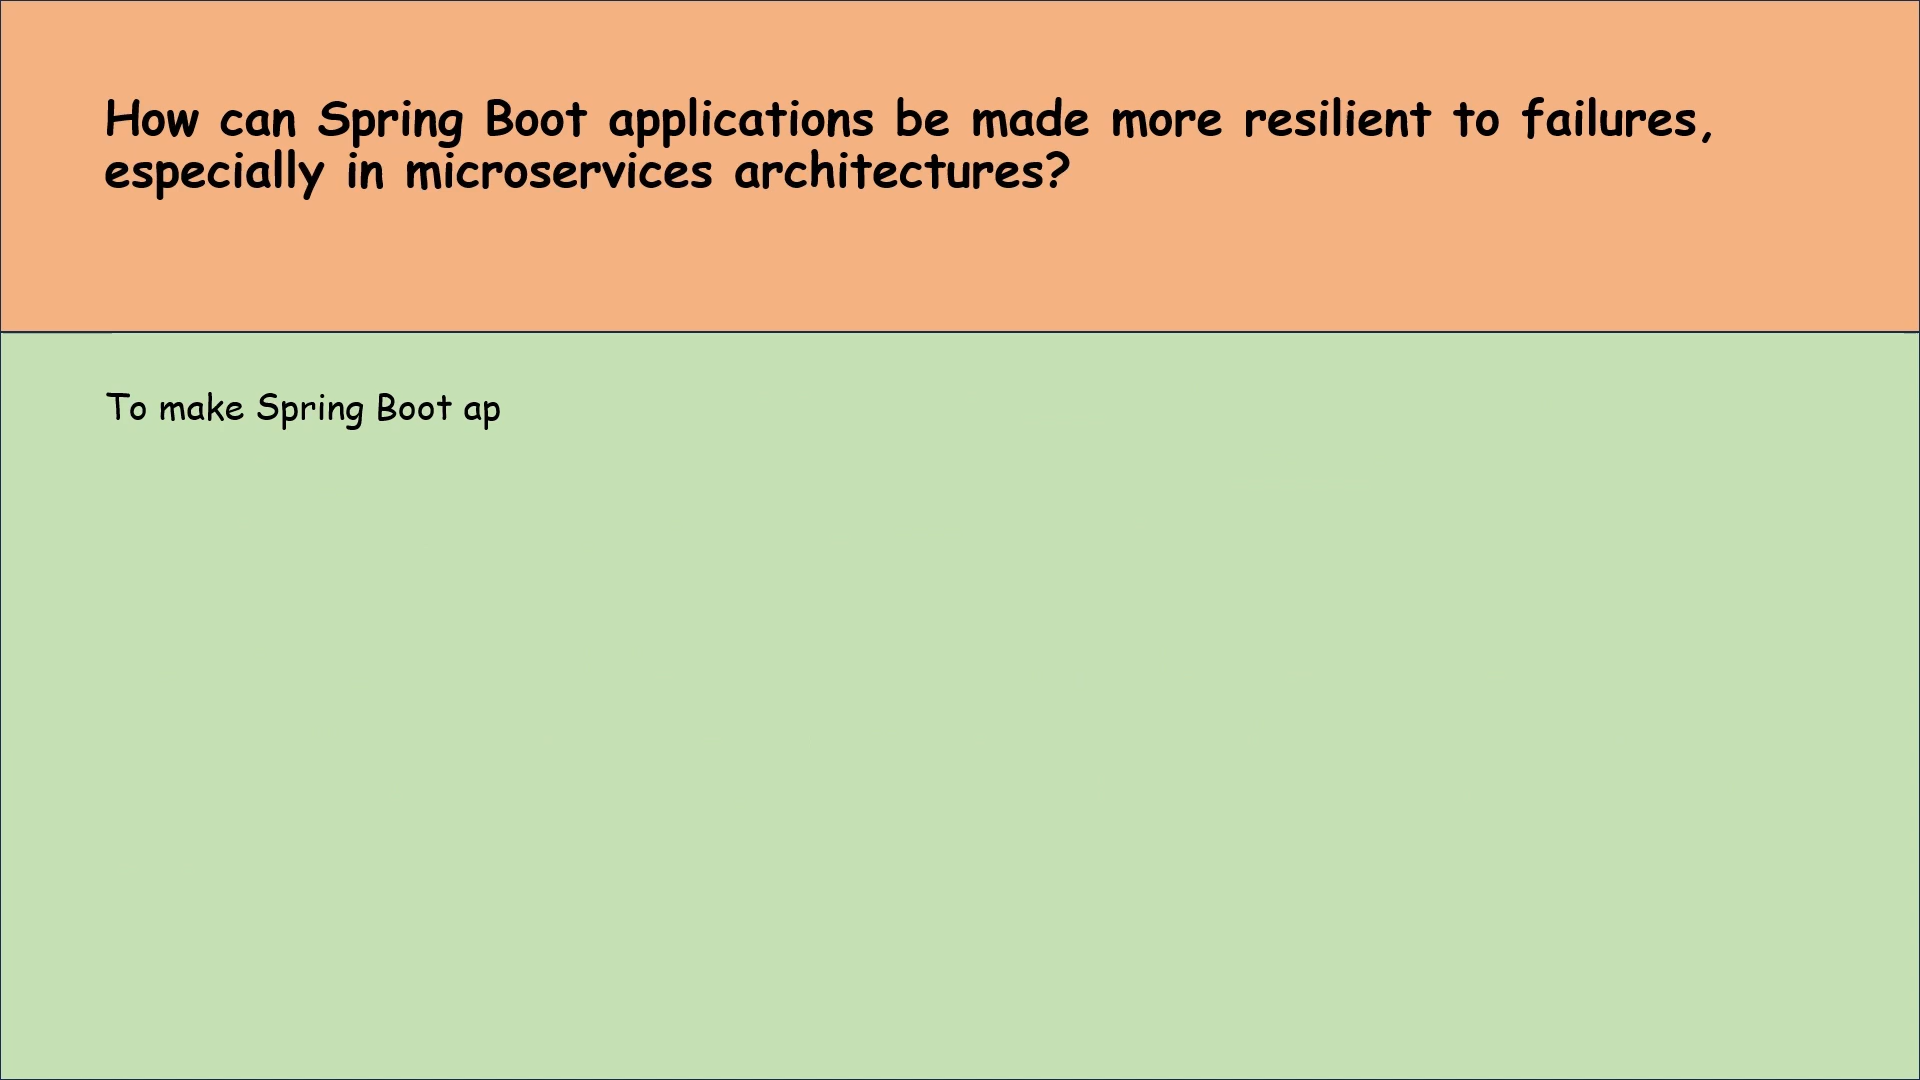 How can Spring Boot applications be made more resilient to failures,
especially in microservices architectures?
To make Spring Boot ap